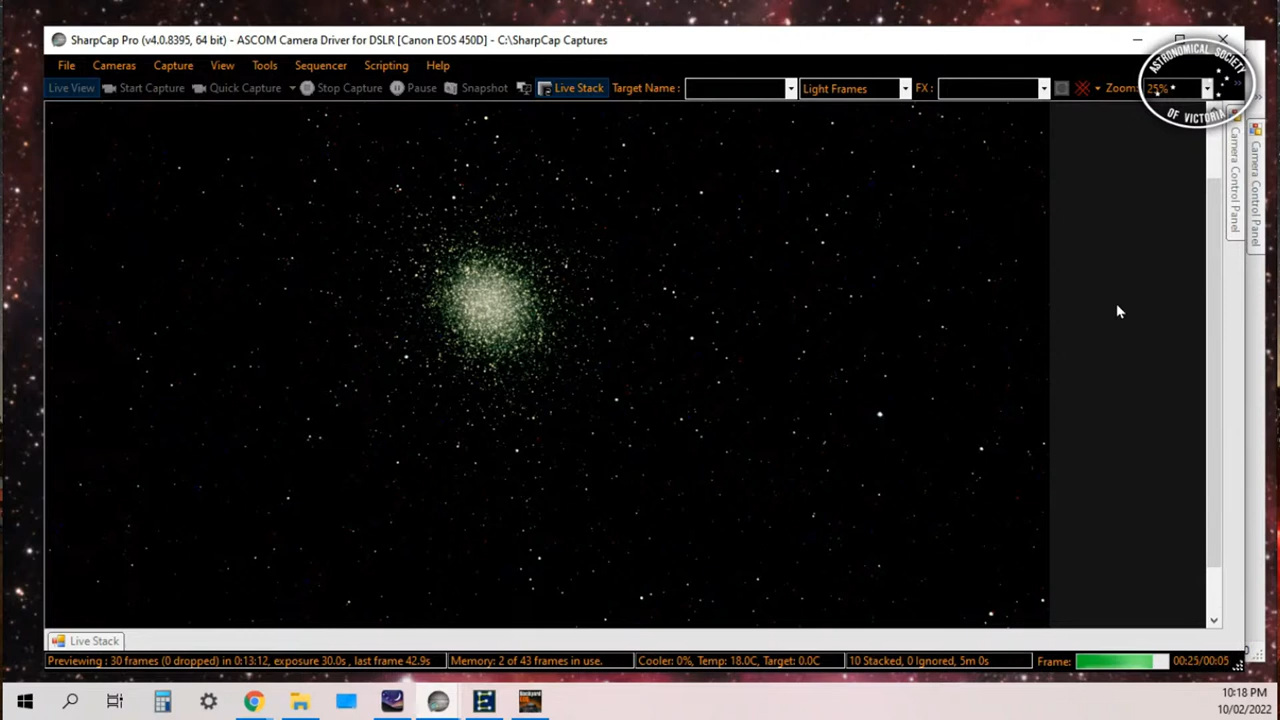 SharpCap Pro (v4.0.8395, 64 bit) - ASCOM Camera Driver for DSLR [Canon EOS 450D] - C:\SharpCap Captures
File Cameras Capture View Tools Sequencer Scripting Help
Live View Start Capture Quick Capture Stop Capture Pause Snapshot Live Stack Target Name : Light Frames FX : Zoom: 25%
ASTRONOMICAL SOCIETY
OF VICTORIA
Camera Control Panel
Camera Control Panel
Live Stack
Previewing : 30 frames (0 dropped) in 0:13:12, exposure 30.0s , last frame 42.9s Memory: 2 of 43 frames in use. Cooler: 0%, Temp: 18.0C, Target: 0.0C 10 Stacked, 0 Ignored, 5m 0s Frame: 00:25/00:05
10:18 PM
10/02/2022